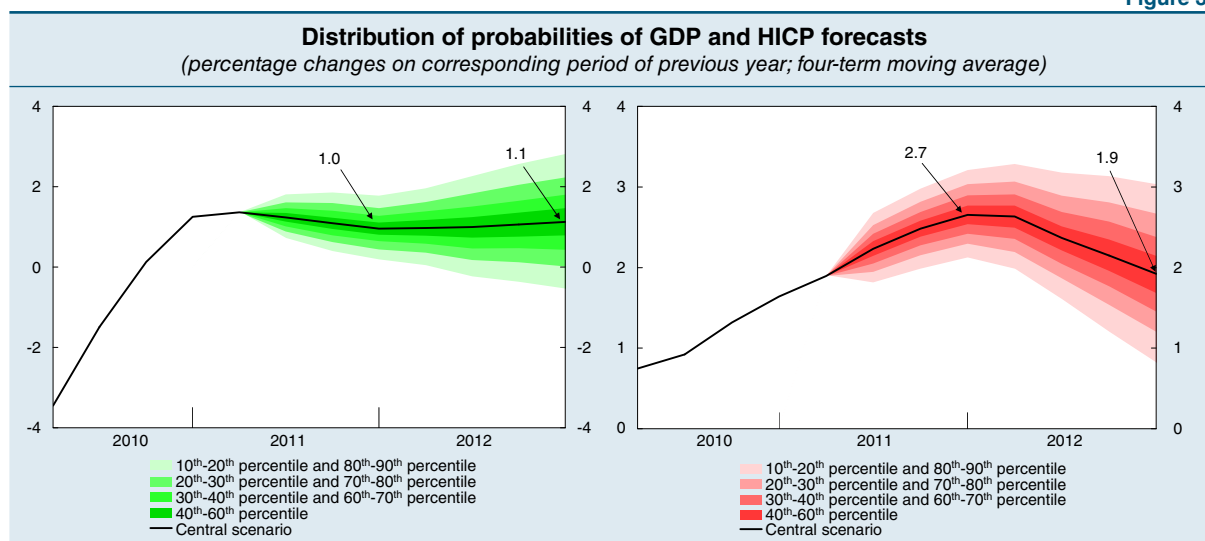 Figure 3
Distribution of probabilities of GDP and HICP forecasts
(percentage changes on corresponding period of previous year; four-term moving average)
4
2
0
-2
-4
1.0
1.1
4
2
0
-2
-4
2010
2011
2012
10th-20th percentile and 80th-90th percentile
20th-30th percentile and 70th-80th percentile
30th-40th percentile and 60th-70th percentile
40th-60th percentile
Central scenario
4
3
2
1
0
2.7
1.9
4
3
2
1
0
2010
2011
2012
10th-20th percentile and 80th-90th percentile
20th-30th percentile and 70th-80th percentile
30th-40th percentile and 60th-70th percentile
40th-60th percentile
Central scenario